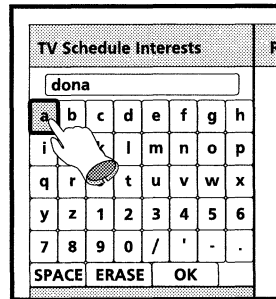 TV Schedule Interests
dona
a b c d e f g h
i l m n o p
q r t u v w x
y z 1 2 3 4 5 6
7 8 9 0 / ' - .
SPACE ERASE OK